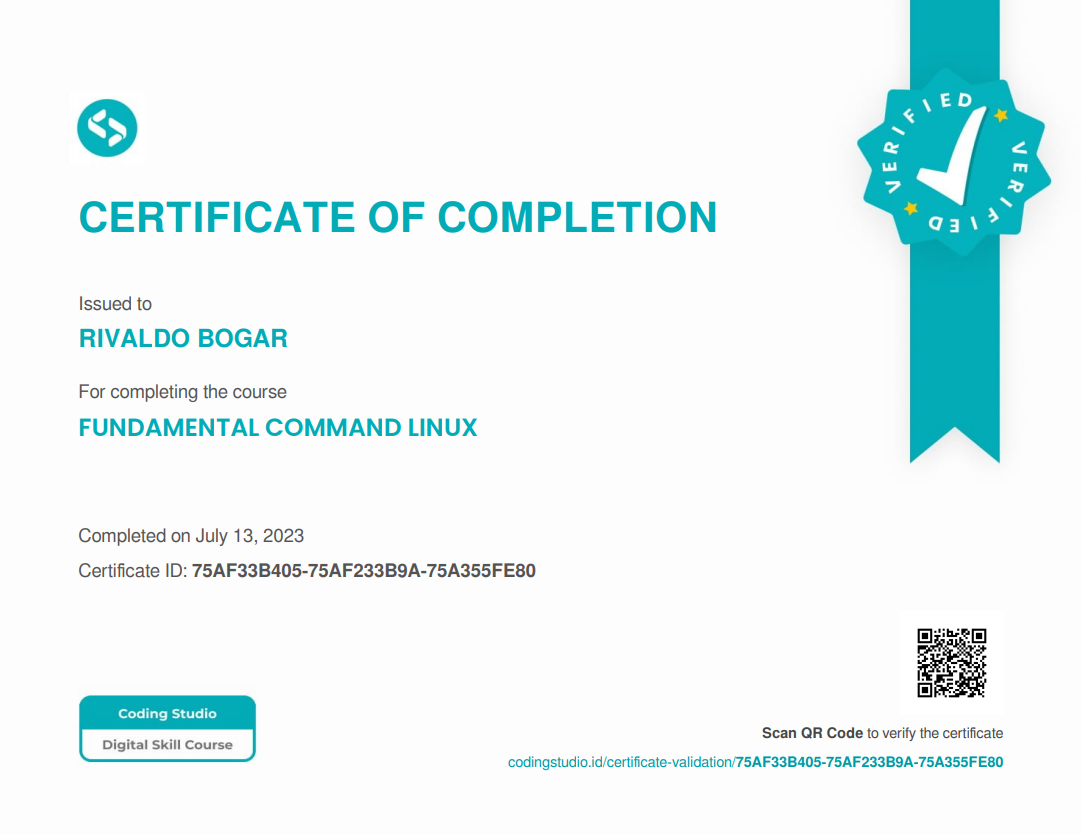 VERIFIED
VERIFIED
CERTIFICATE OF COMPLETION
Issued to
RIVALDO BOGAR
For completing the course
FUNDAMENTAL COMMAND LINUX
Completed on July 13, 2023
Certificate ID: 75AF33B405-75AF233B9A-75A355FE80
Coding Studio
Digital Skill Course
Scan QR Code to verify the certificate
codingstudio.id/certificate-validation/75AF33B405-75AF233B9A-75A355FE80